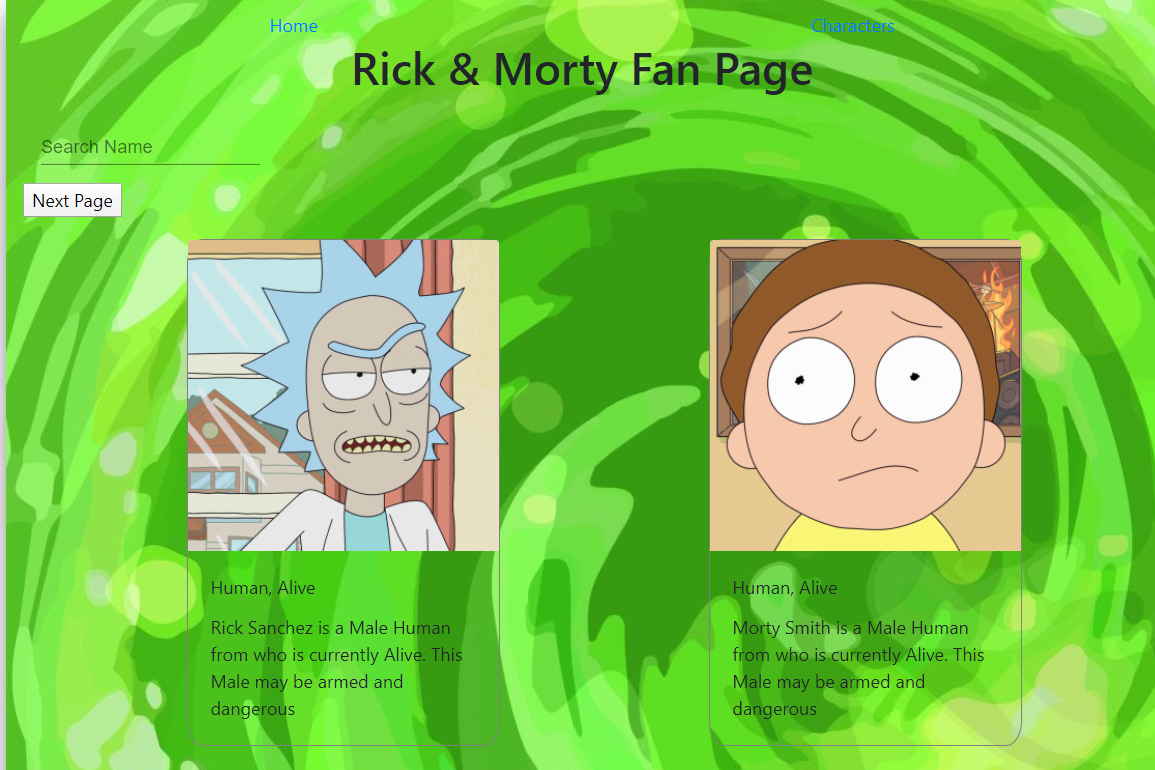 Home
Characters
Rick & Morty Fan Page
Search Name
Next Page
Human, Alive
Rick Sanchez is a Male Human
from who is currently Alive. This
Male may be armed and
dangerous
Human, Alive
Morty Smith is a Male Human
from who is currently Alive. This
Male may be armed and
dangerous